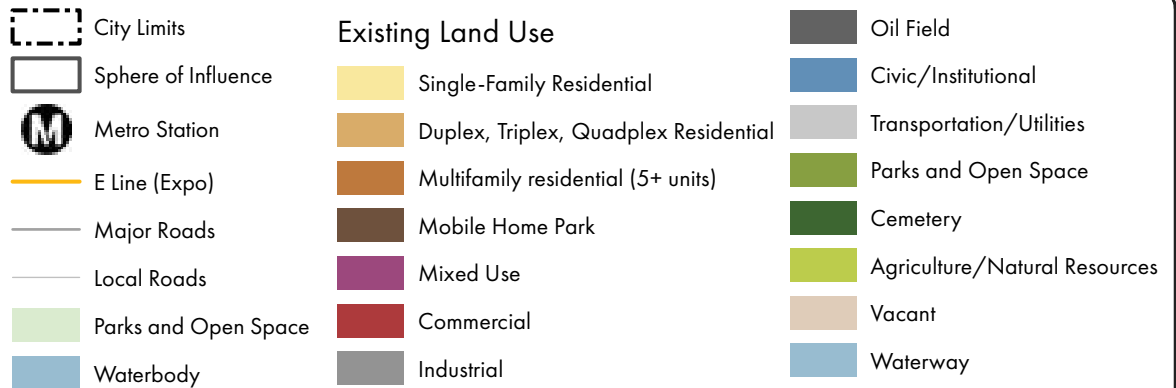 City Limits
Sphere of Influence
M
Metro Station
E Line (Expo)
Major Roads
Local Roads
Parks and Open Space
Waterbody
Existing Land Use
Single-Family Residential
Duplex, Triplex, Quadplex Residential
Multifamily residential (5+ units)
Mobile Home Park
Mixed Use
Commercial
Industrial
Oil Field
Civic/Institutional
Transportation/Utilities
Parks and Open Space
Cemetery
Agriculture/Natural Resources
Vacant
Waterway